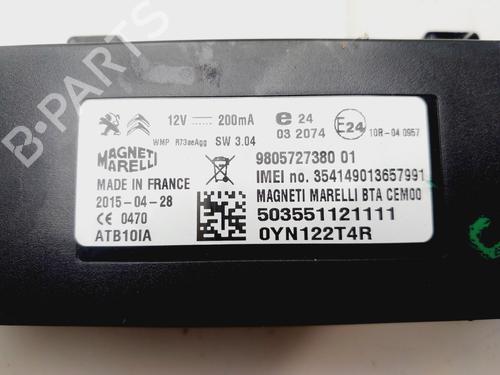 B-PARTS
12V 200mA
e 24
03 2074
E24
10R-04 0957
WMP R73aeAgg SW 3.04
MAGNETI
MARELLI
9805727380 01
IMEI no. 354149013657991
MADE IN FRANCE
2015-04-28
MAGNETI MARELLI BTA CEM00
CE 0470
503551121111
ATB10IA
0YN122T4R